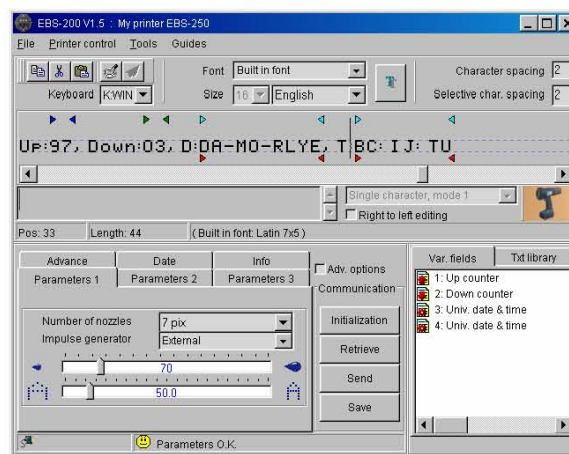 EBS-200 V1.5 : My printer EBS-250
File Printer control Tools Guides
Font Built in font Character spacing 2
Keyboard K:WIN Size 16 English Selective char. spacing 2
Up:97, Down:03, D:DA-MO-RLYE, T:BC: IJ: TU
Single character, mode 1
Right to left editing
Pos: 33 Length: 44 (Built in font: Latin 7x5)
Advance Date Info
Parameters 1 Parameters 2 Parameters 3
Number of nozzles 7 pix
Impulse generator External
70
50.0
Adv. options
Communication
Initialization
Retrieve
Send
Save
Var. fields Txt library
1: Up counter
2: Down counter
3: Univ. date & time
4: Univ. date & time
Parameters O.K.